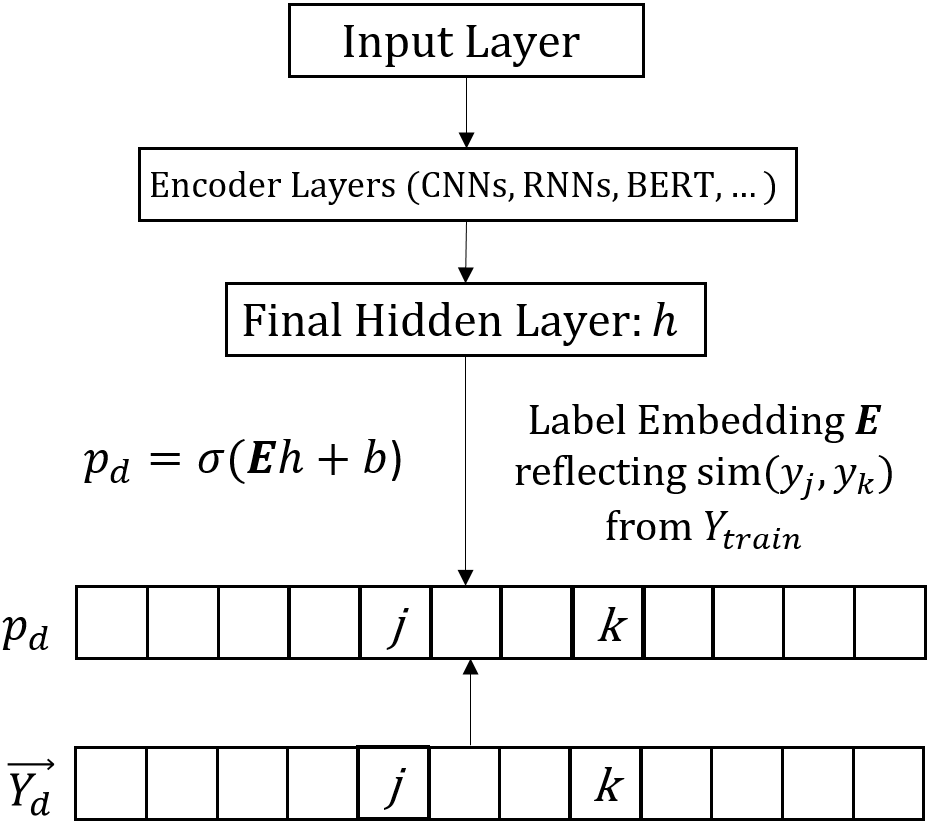 Input Layer
Encoder Layers (CNNs, RNNs, BERT, … )
Final Hidden Layer: h
p_d = σ(Eh + b)
Label Embedding E
reflecting sim(y_j, y_k)
from Y_train
p_d j k
Y_d⃗ j k